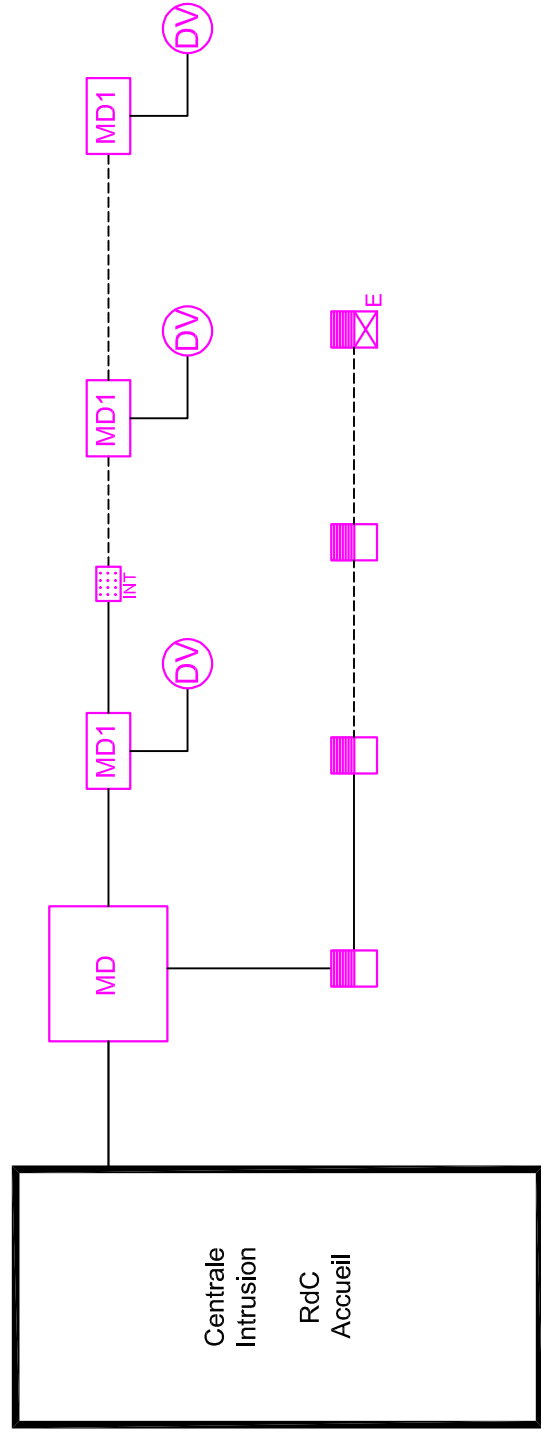 Centrale
Intrusion
RdC
Accueil
MD
MD1
DV
INT
MD1
DV
MD1
DV
E